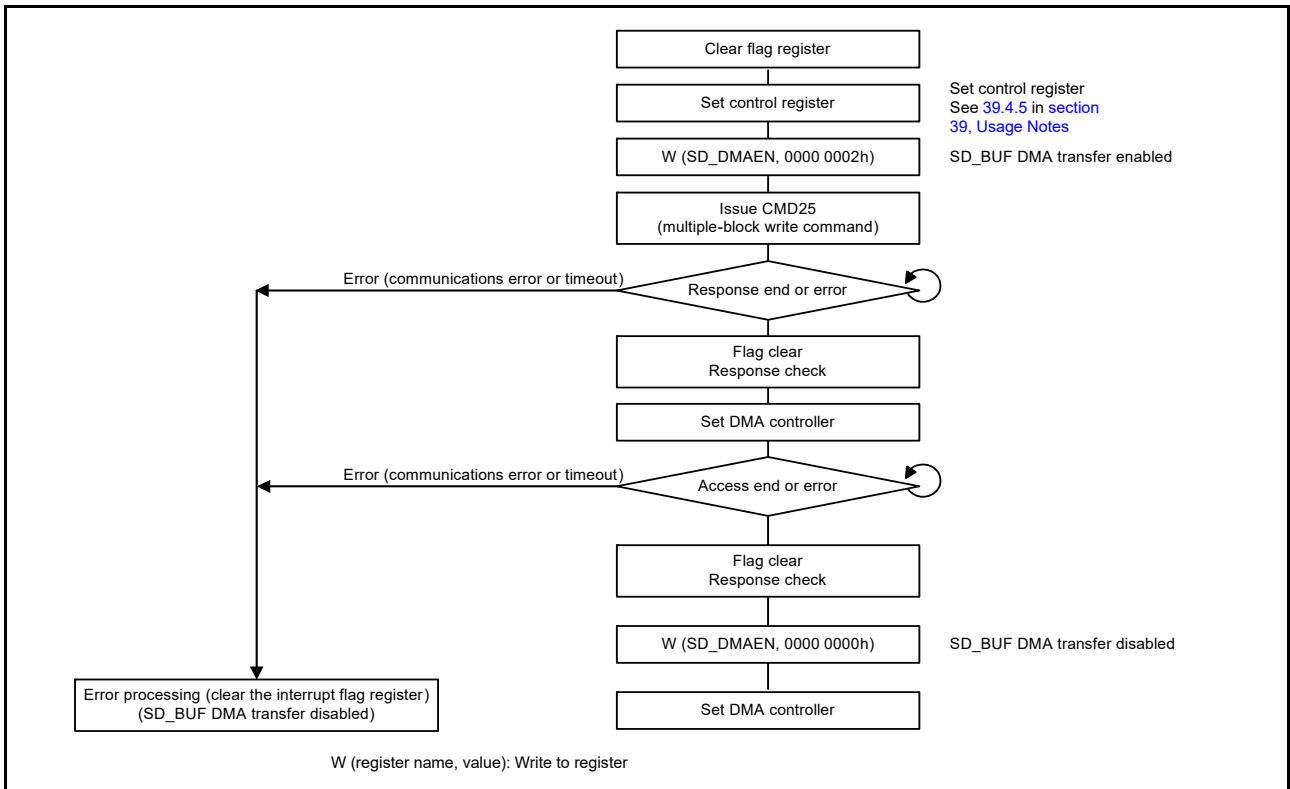 Clear flag register
Set control register
Set control register
See 39.4.5 in section
39, Usage Notes
W (SD_DMAEN, 0000 0002h)
SD_BUF DMA transfer enabled
Issue CMD25
(multiple-block write command)
Error (communications error or timeout)
Response end or error
Flag clear
Response check
Set DMA controller
Error (communications error or timeout)
Access end or error
Flag clear
Response check
W (SD_DMAEN, 0000 0000h)
SD_BUF DMA transfer disabled
Error processing (clear the interrupt flag register)
(SD_BUF DMA transfer disabled)
Set DMA controller
W (register name, value): Write to register